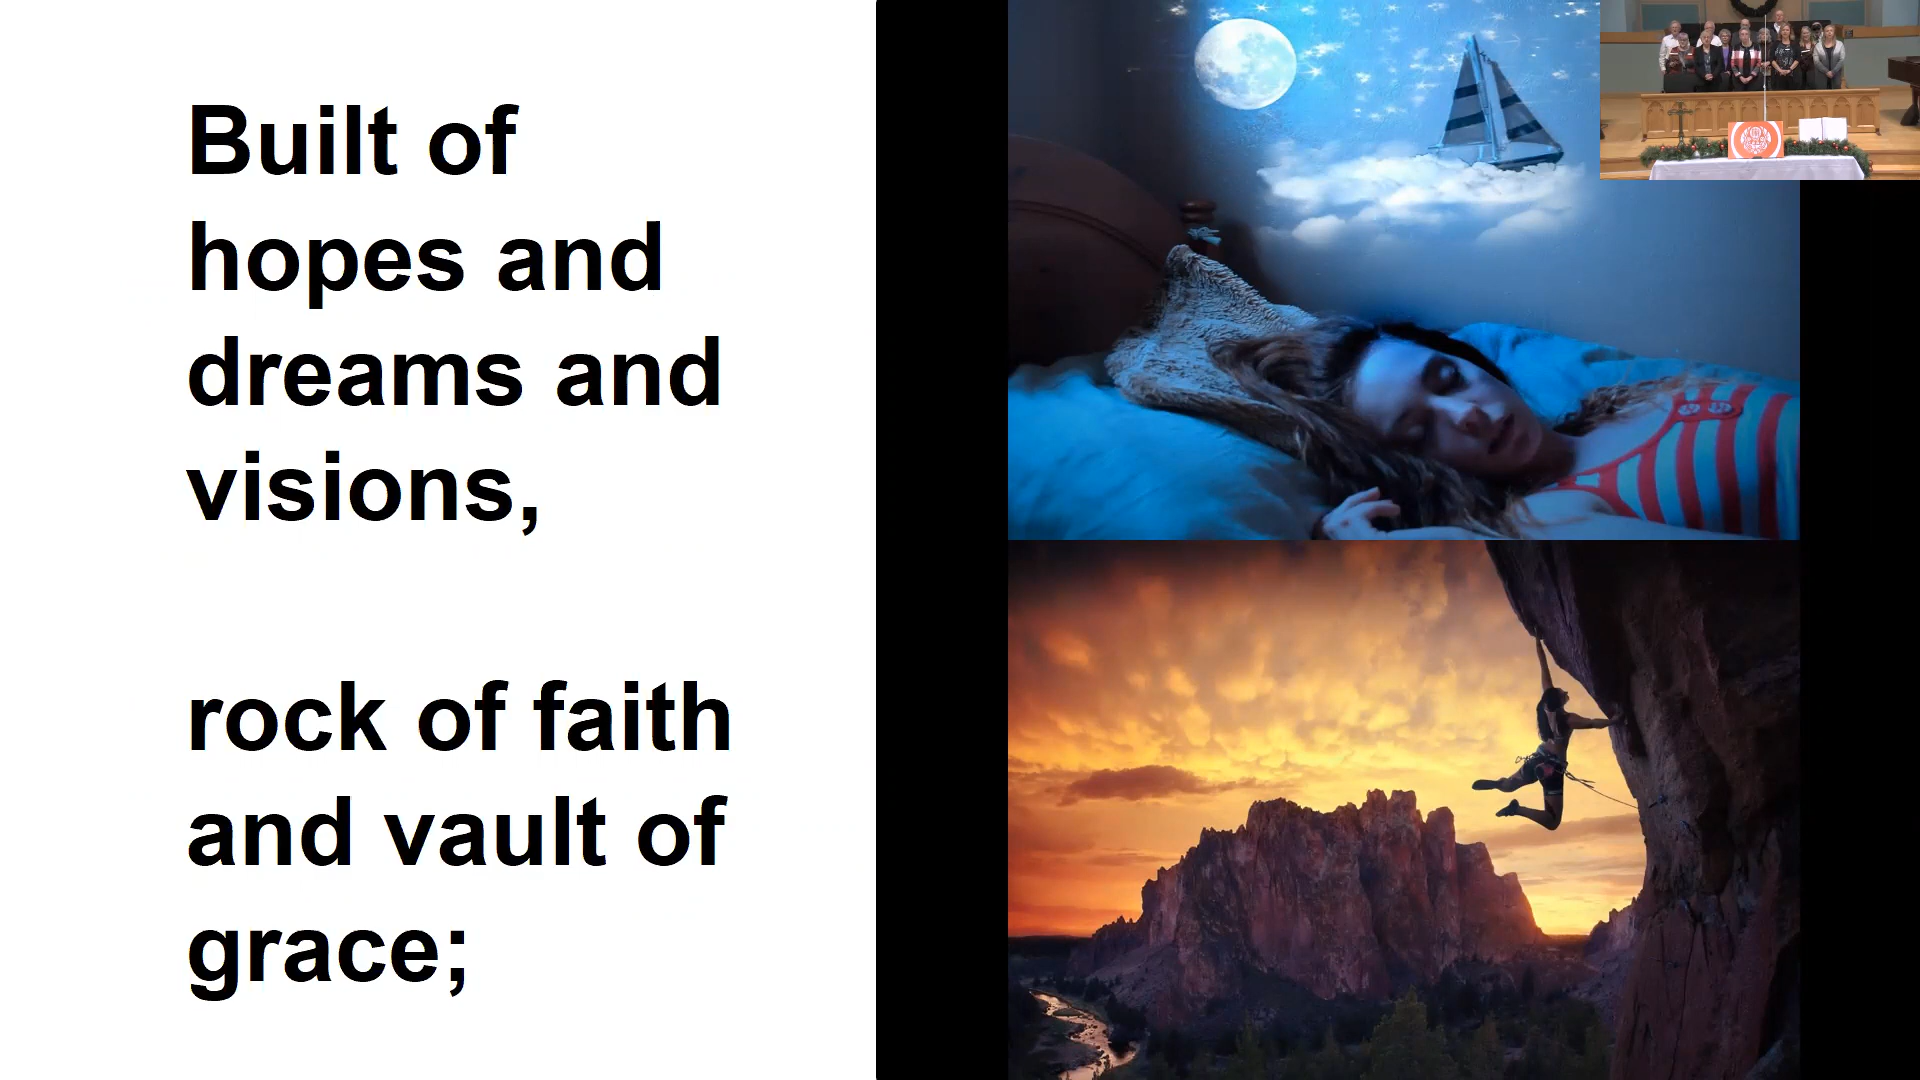 Built of
hopes and
dreams and
visions,
rock of faith
and vault of
grace;